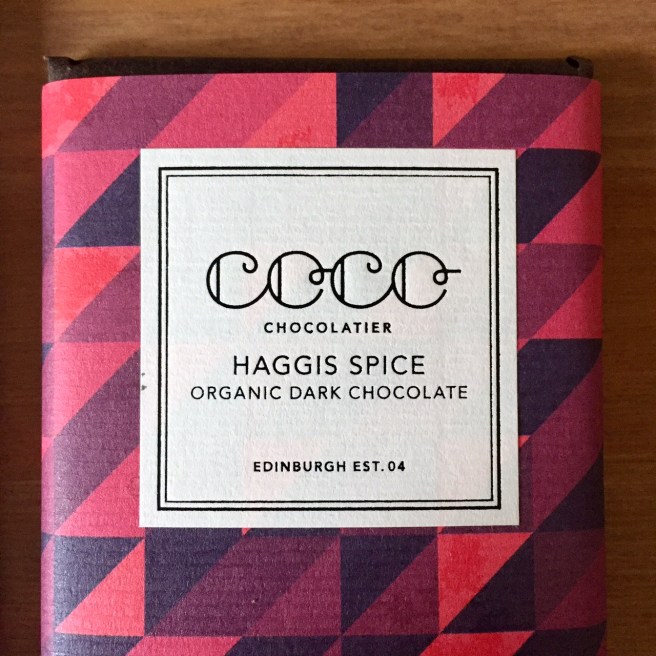 COCO
CHOCOLATIER
HAGGIS SPICE
ORGANIC DARK CHOCOLATE
EDINBURGH EST. 04